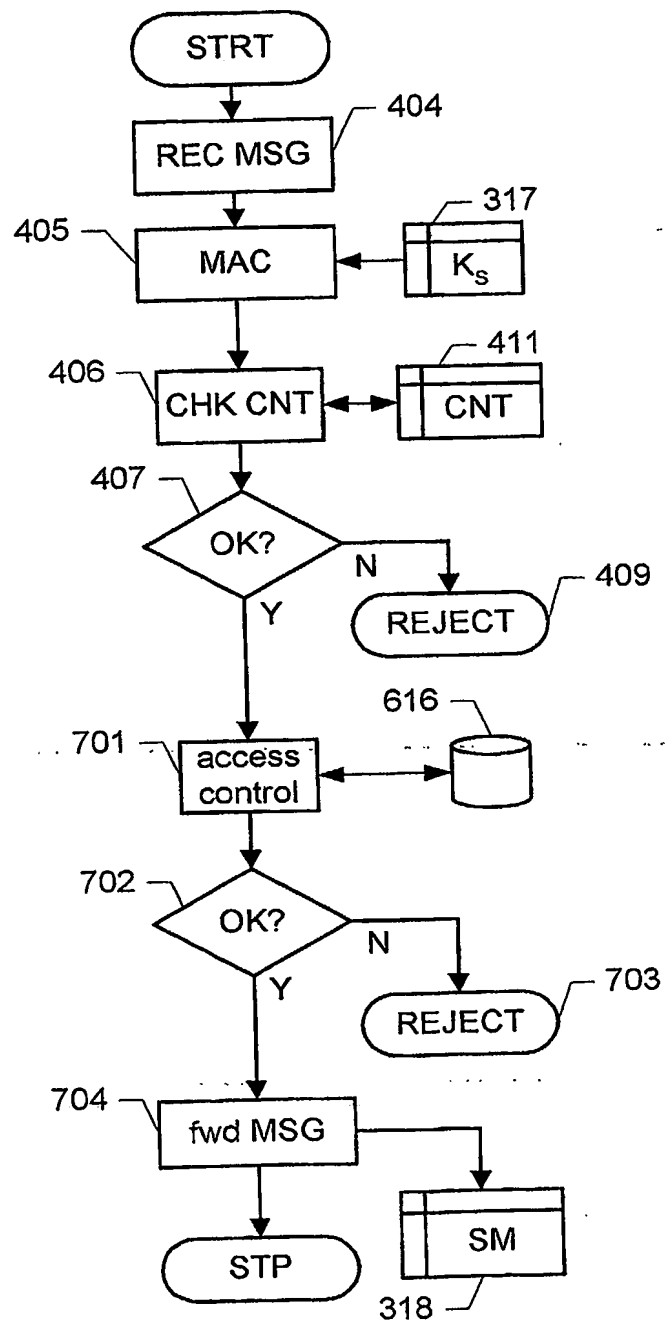 STRT
404
REC MSG
317
405
MAC
Ks
411
406
CHK CNT
CNT
407
OK?
N
409
Y
REJECT
616
701
access
control
702
OK?
N
Y
703
REJECT
704
fwd MSG
SM
STP
318